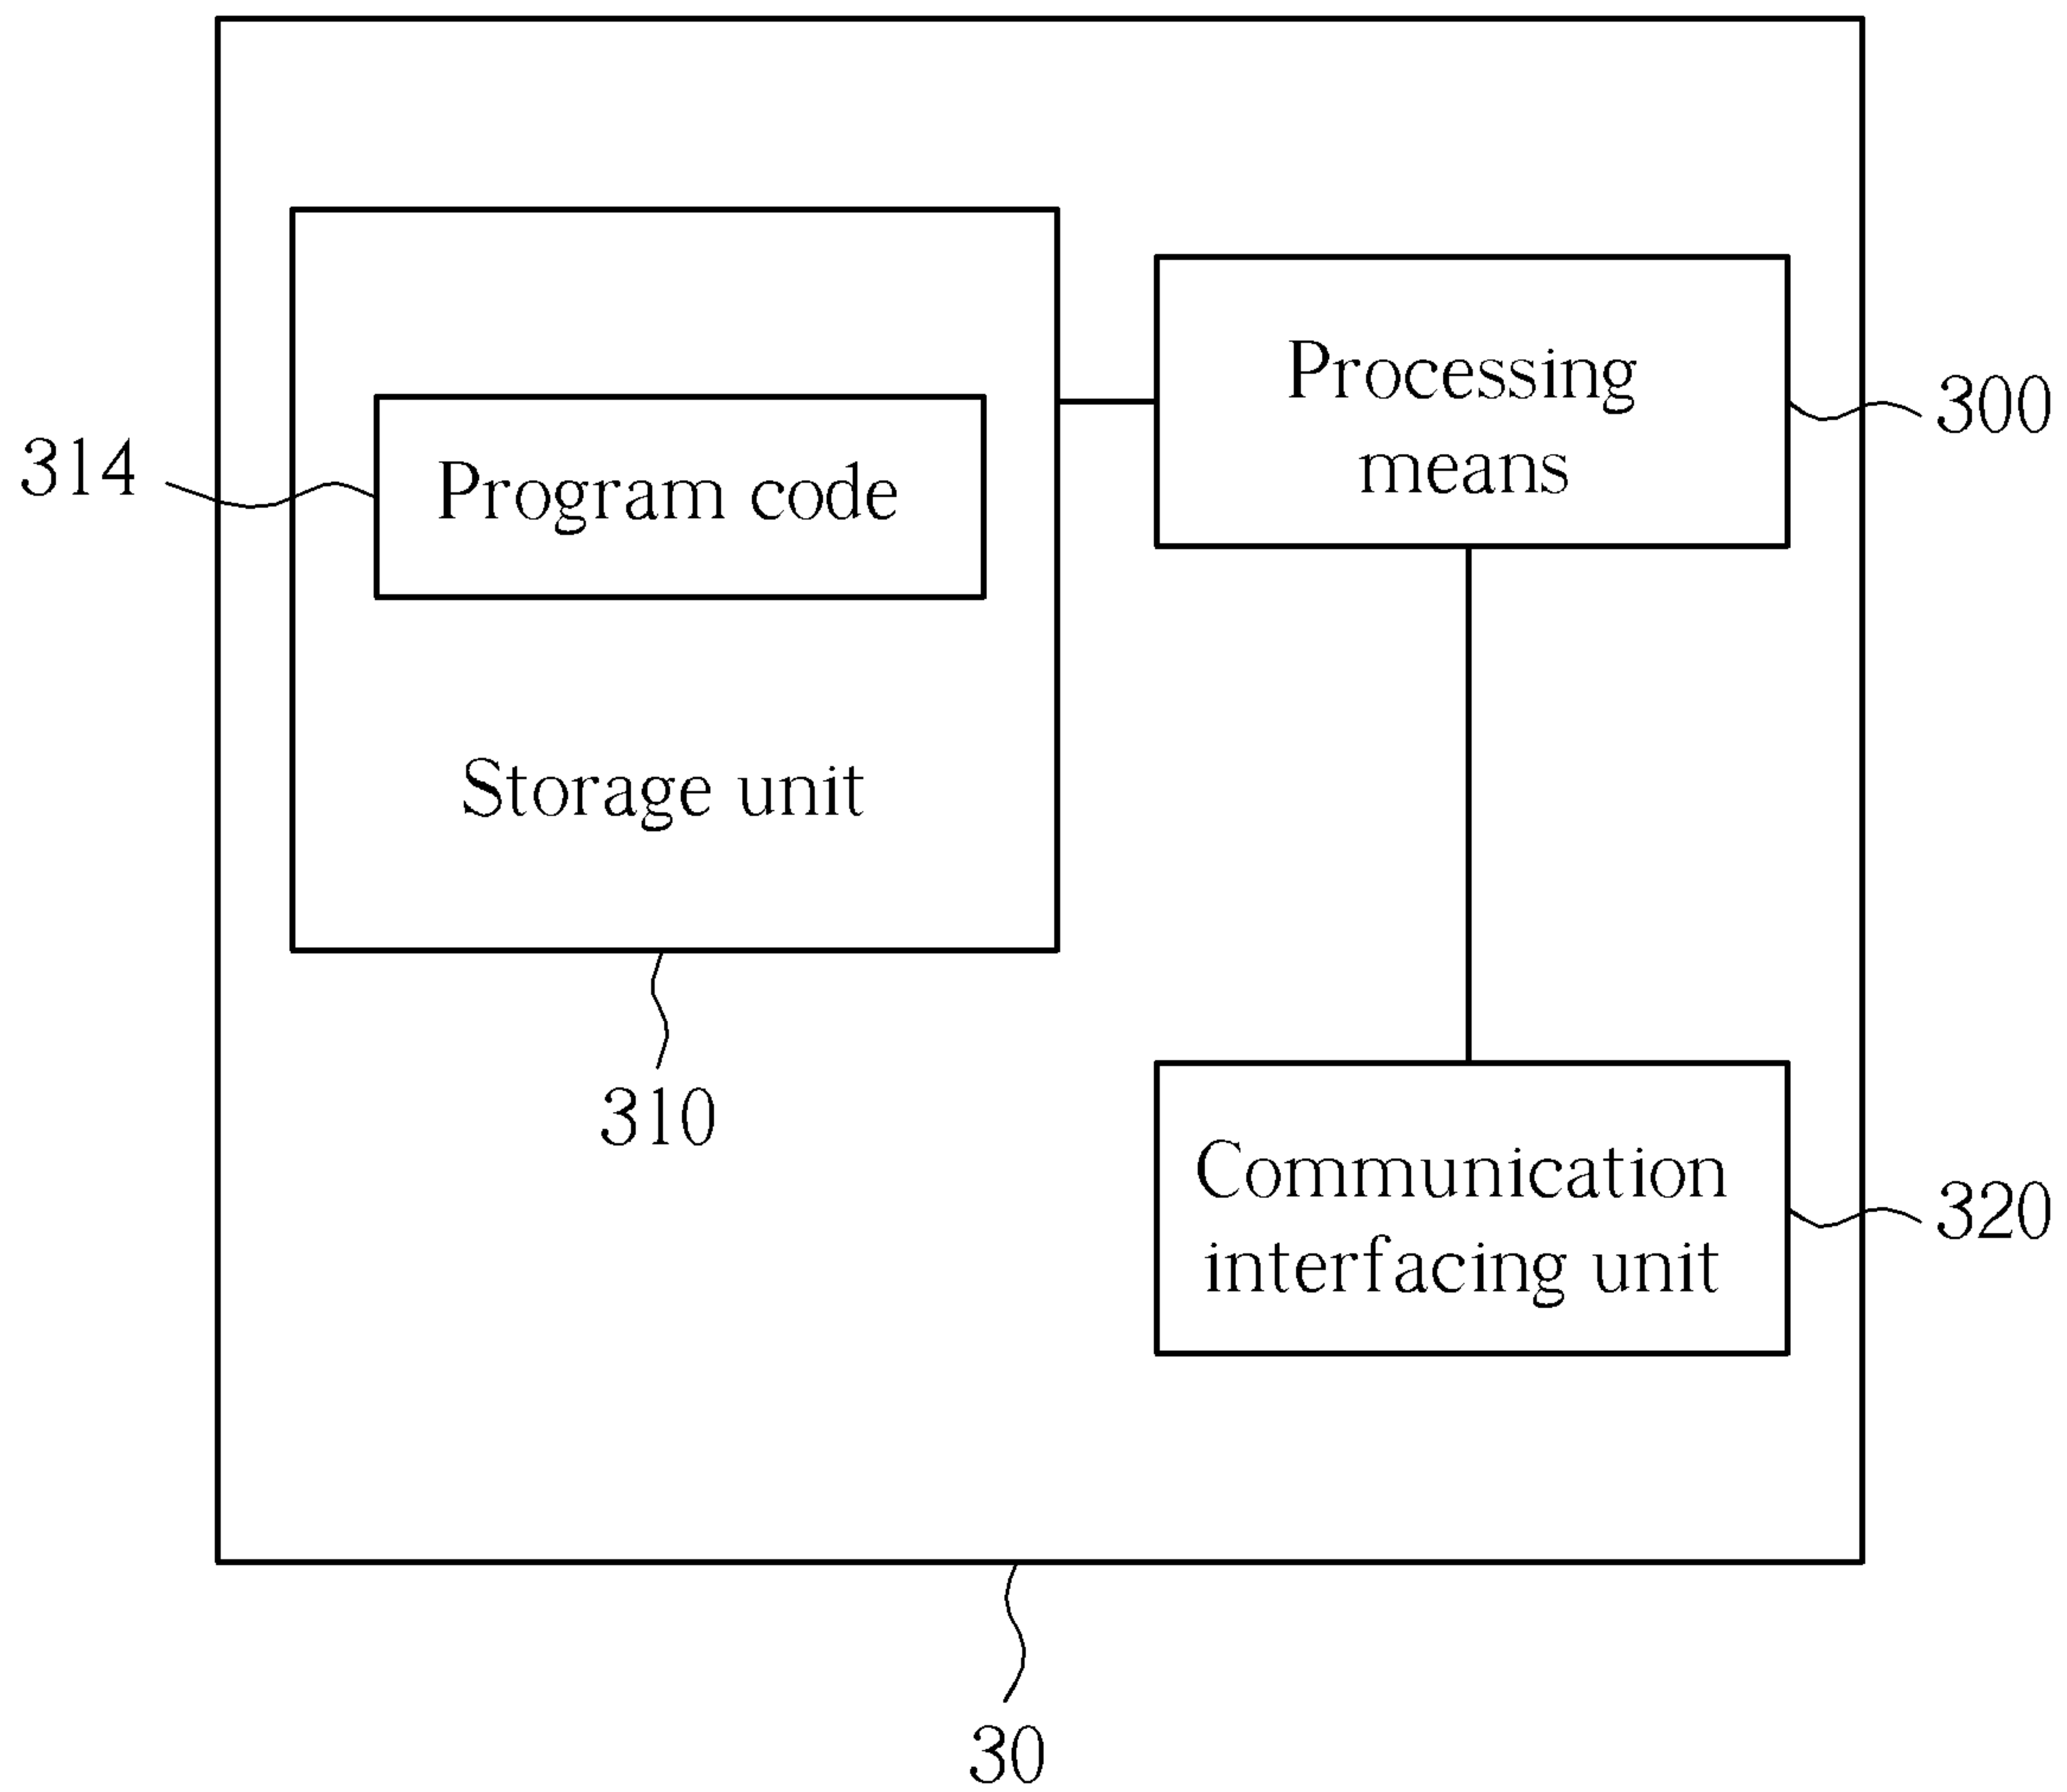 Processing
means
300
314
Program code
Storage unit
310
Communication
interfacing unit
320
30